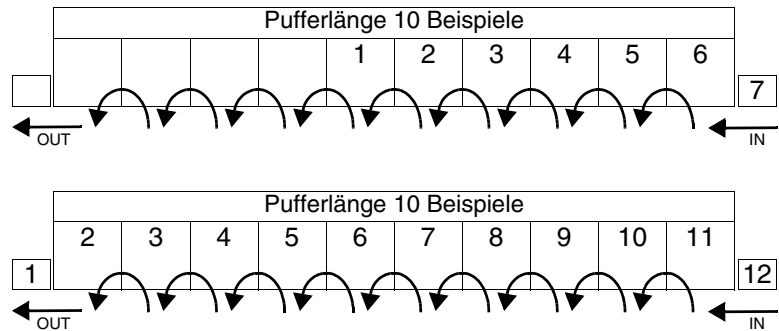 Pufferlänge 10 Beispiele
1 2 3 4 5 6
7
OUT IN
Pufferlänge 10 Beispiele
2 3 4 5 6 7 8 9 10 11
1 12
OUT IN